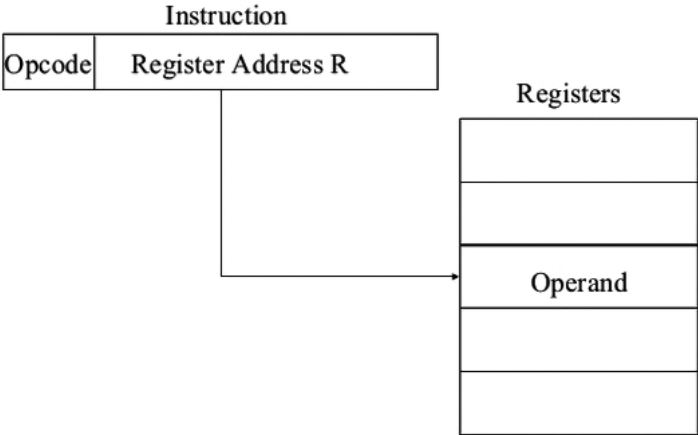 Instruction
Opcode
Register Address R
Registers
Operand